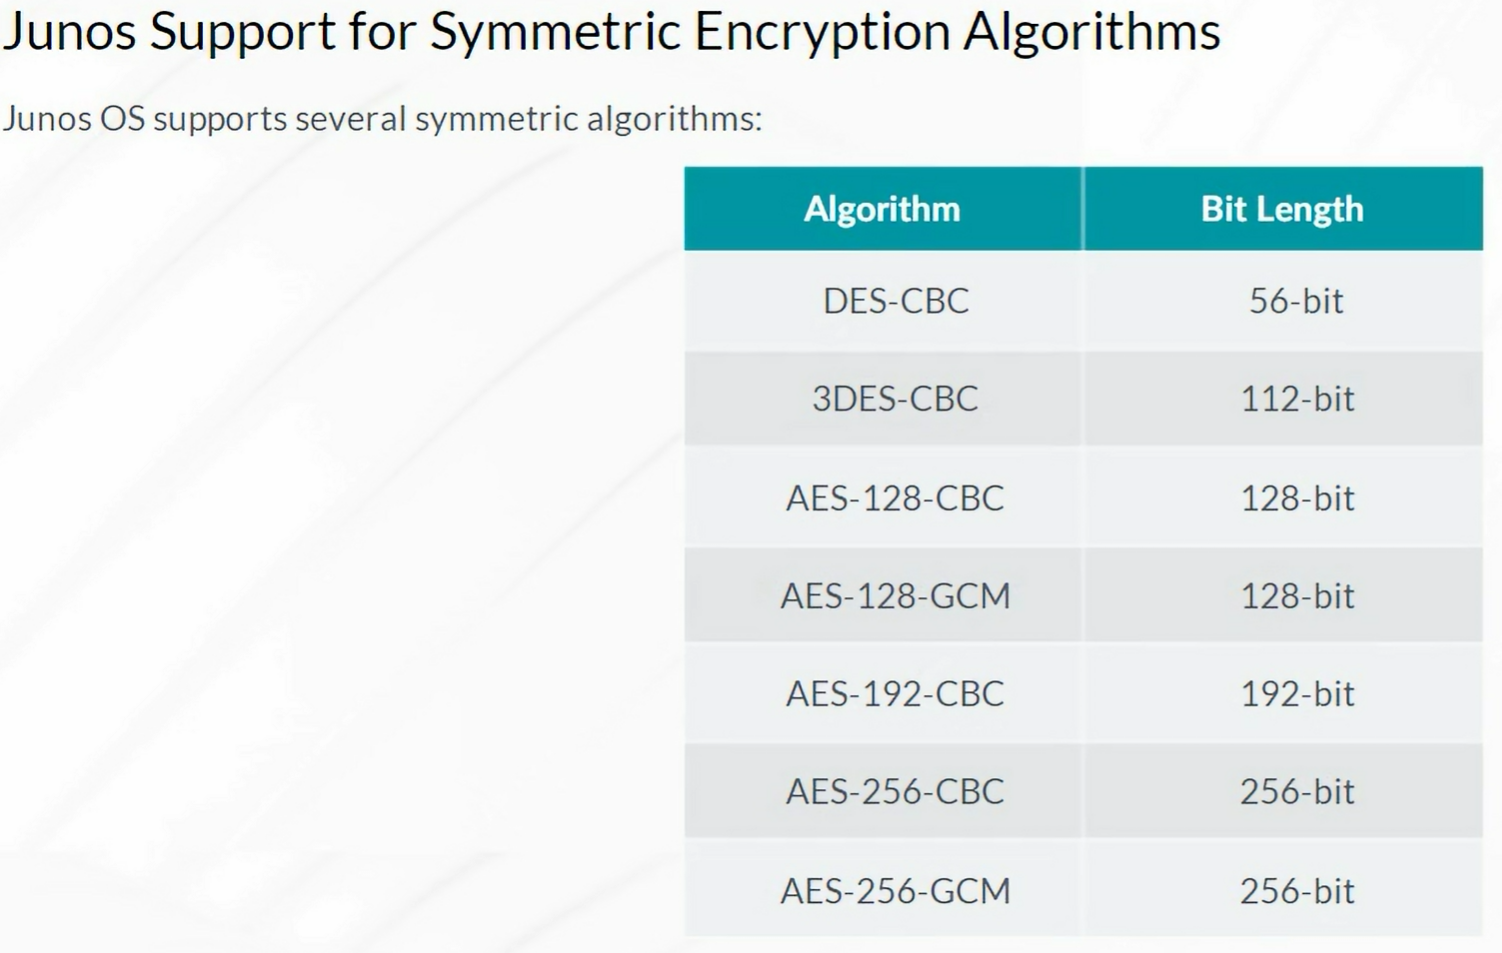 Junos Support for Symmetric Encryption Algorithms
Junos OS supports several symmetric algorithms:
Algorithm Bit Length
DES-CBC 56-bit
3DES-CBC 112-bit
AES-128-CBC 128-bit
AES-128-GCM 128-bit
AES-192-CBC 192-bit
AES-256-CBC 256-bit
AES-256-GCM 256-bit